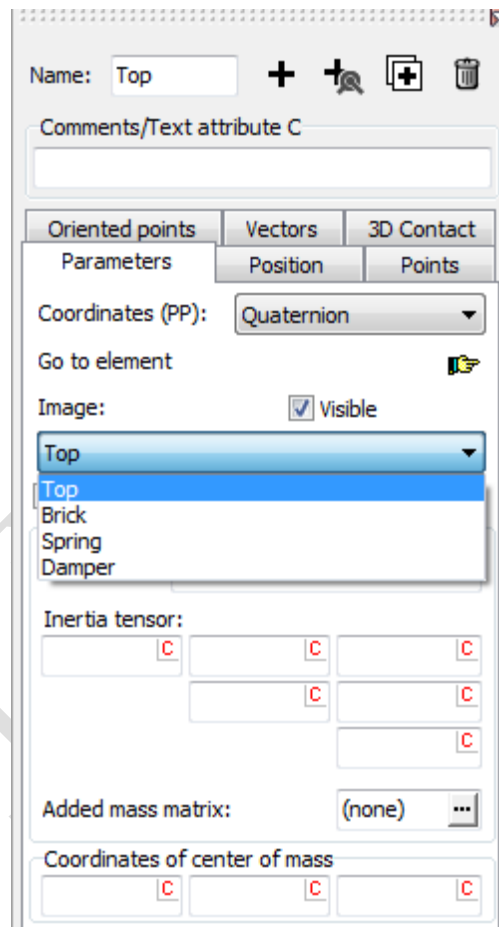 Name: Top
Comments/Text attribute C
Oriented points Vectors 3D Contact
Parameters Position Points
Coordinates (PP): Quaternion
Go to element
Image: Visible
Top
Top
Brick
Spring
Damper
Inertia tensor:
C C C
C C
C
Added mass matrix: (none) ...
Coordinates of center of mass
C C C